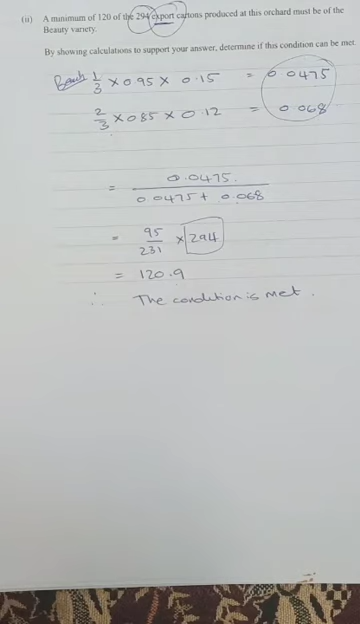 (ii) A minimum of 120 of the 294 export cartons produced at this orchard must be of the
Beauty variety.
By showing calculations to support your answer, determine if this condition can be met.
1/3 × 0.95 × 0.15 = 0.0475
2/3 × 0.85 × 0.12 = 0.068
= 0.0475 / 0.0475 + 0.068
= 95/231 × 294
= 120.9
∴ The condition is met.